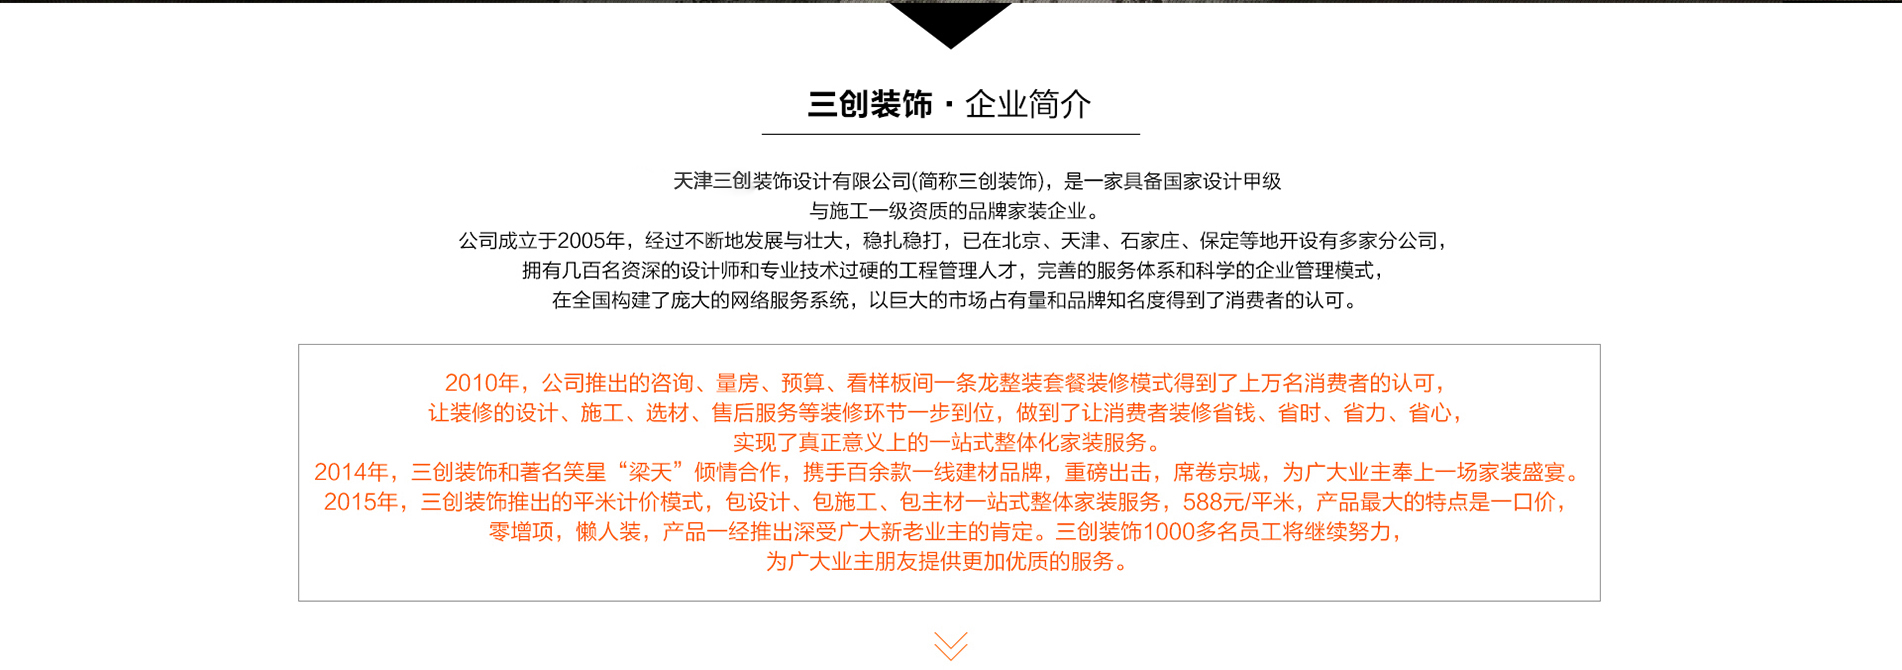 三创装饰·企业简介
天津三创装饰设计有限公司(简称三创装饰)，是一家具备国家设计甲级
与施工一级资质的品牌家装企业。
公司成立于2005年，经过不断地发展与壮大，稳扎稳打，已在北京、天津、石家庄、保定等地开设有多家分公司，
拥有几百名资深的设计师和专业技术过硬的工程管理人才，完善的服务体系和科学的企业管理模式，
在全国构建了庞大的网络服务系统，以巨大的市场占有量和品牌知名度得到了消费者的认可。
2010年，公司推出的咨询、量房、预算、看样板间一条龙整装套餐装修模式得到了上万名消费者的认可，
让装修的设计、施工、选材、售后服务等装修环节一步到位，做到了让消费者装修省钱、省时、省力、省心，
实现了真正意义上的一站式整体化家装服务。
2014年，三创装饰和著名笑星“梁天”倾情合作，携手百余款一线建材品牌，重磅出击，席卷京城，为广大业主奉上一场家装盛宴。
2015年，三创装饰推出的平米计价模式，包设计、包施工、包主材一站式整体家装服务，588元/平米，产品最大的特点是一口价，
零增项，懒人装，产品一经推出深受广大新老业主的肯定。三创装饰1000多名员工将继续努力，
为广大业主朋友提供更加优质的服务。